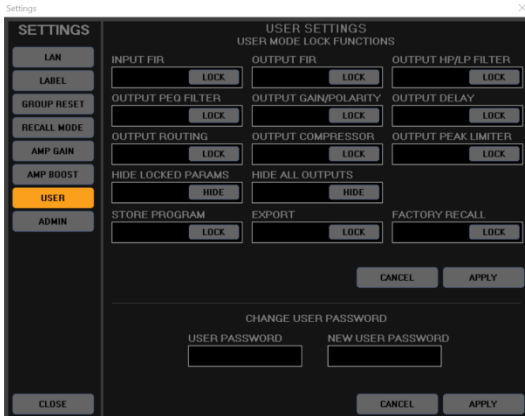 Settings
SETTINGS
LAN
LABEL
GROUP RESET
RECALL MODE
AMP GAIN
AMP BOOST
USER
ADMIN
CLOSE
USER SETTINGS
USER MODE LOCK FUNCTIONS
INPUT FIR OUTPUT FIR OUTPUT HP/LP FILTER
LOCK LOCK LOCK
OUTPUT PEQ FILTER OUTPUT GAIN/POLARITY OUTPUT DELAY
LOCK LOCK LOCK
OUTPUT ROUTING OUTPUT COMPRESSOR OUTPUT PEAK LIMITER
LOCK LOCK LOCK
HIDE LOCKED PARAMS HIDE ALL OUTPUTS
HIDE HIDE
STORE PROGRAM EXPORT FACTORY RECALL
LOCK LOCK LOCK
CANCEL APPLY
CHANGE USER PASSWORD
USER PASSWORD NEW USER PASSWORD
CANCEL APPLY